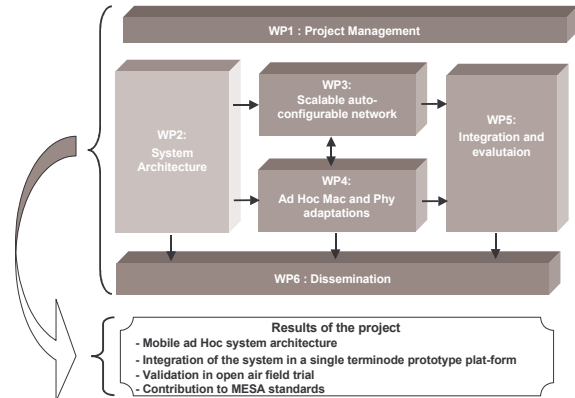 WP1 : Project Management
WP2:
System
Architecture
WP3:
Scalable auto-
configurable network
WP4:
Ad Hoc Mac and Phy
adaptations
WP5:
Integration and
evalutaion
WP6 : Dissemination
Results of the project
- Mobile ad Hoc system architecture
- Integration of the system in a single terminode prototype plat-form
- Validation in open air field trial
- Contribution to MESA standards